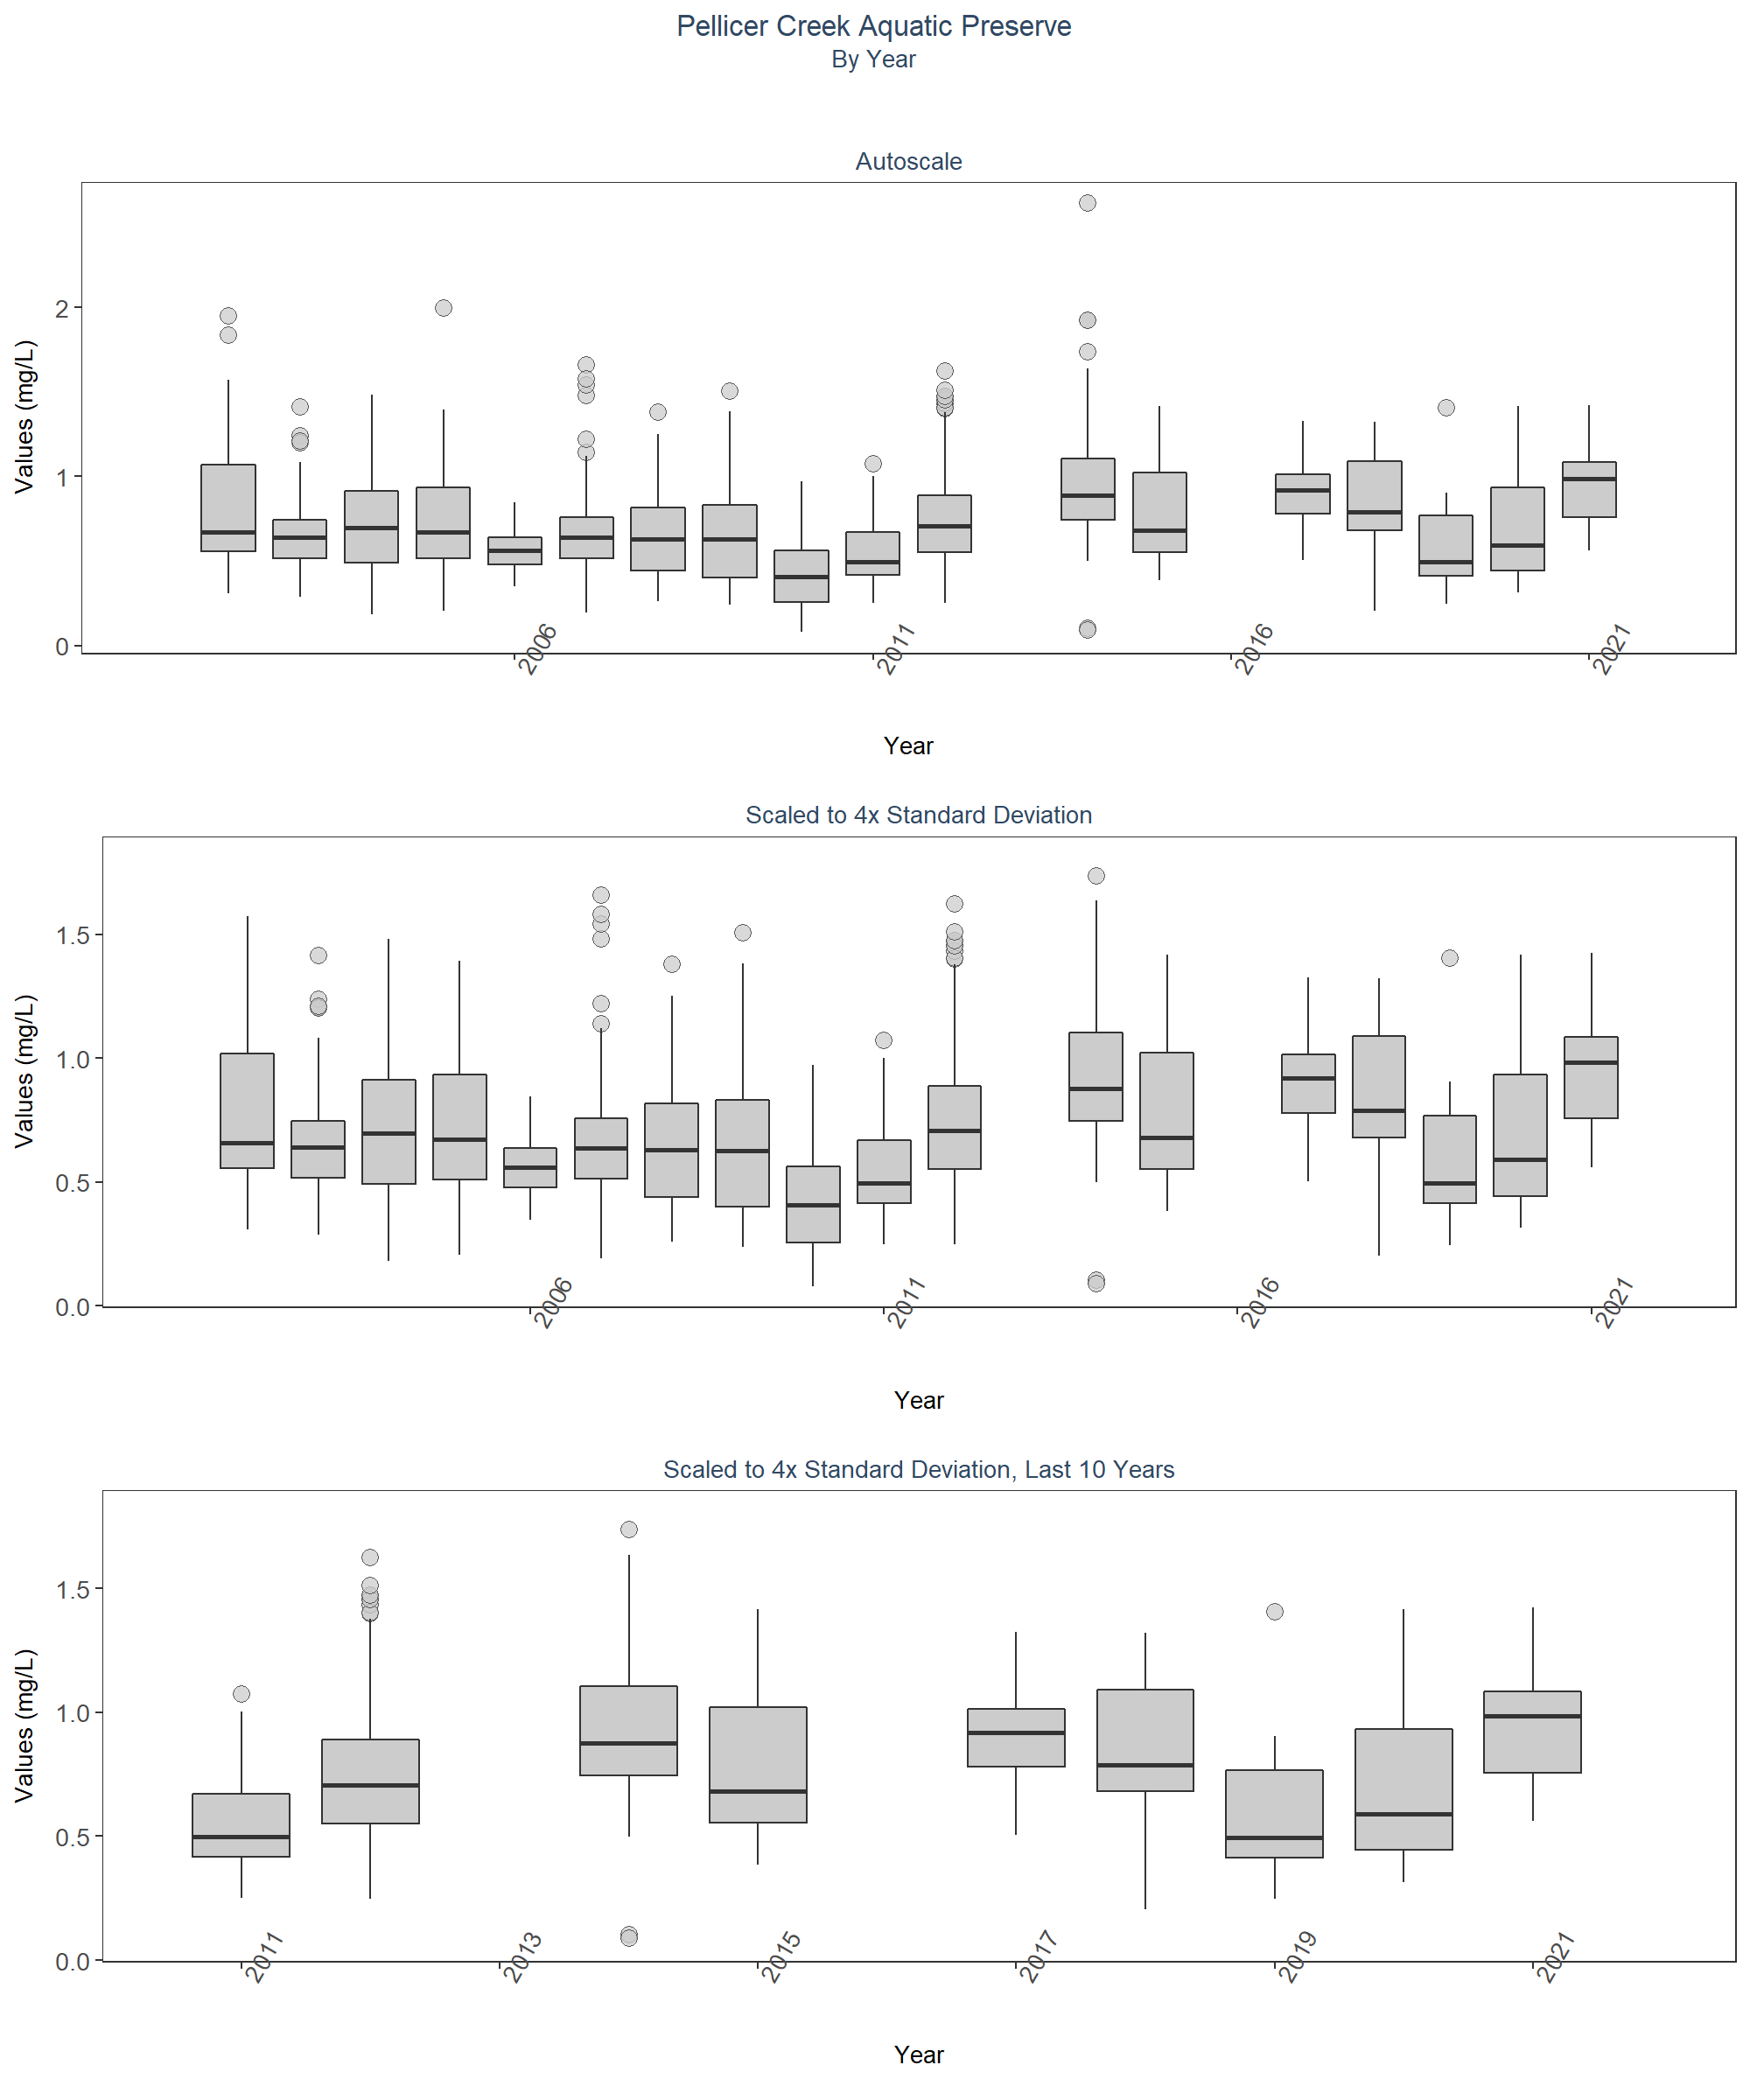 Pellicer Creek Aquatic Preserve
By Year
Autoscale
Values (mg/L)
2
1
0
2006
2011
2016
2021
Year
Scaled to 4x Standard Deviation
Values (mg/L)
1.5
1.0
0.5
0.0
2006
2011
2016
2021
Year
Scaled to 4x Standard Deviation, Last 10 Years
Values (mg/L)
1.5
1.0
0.5
0.0
2011
2013
2015
2017
2019
2021
Year